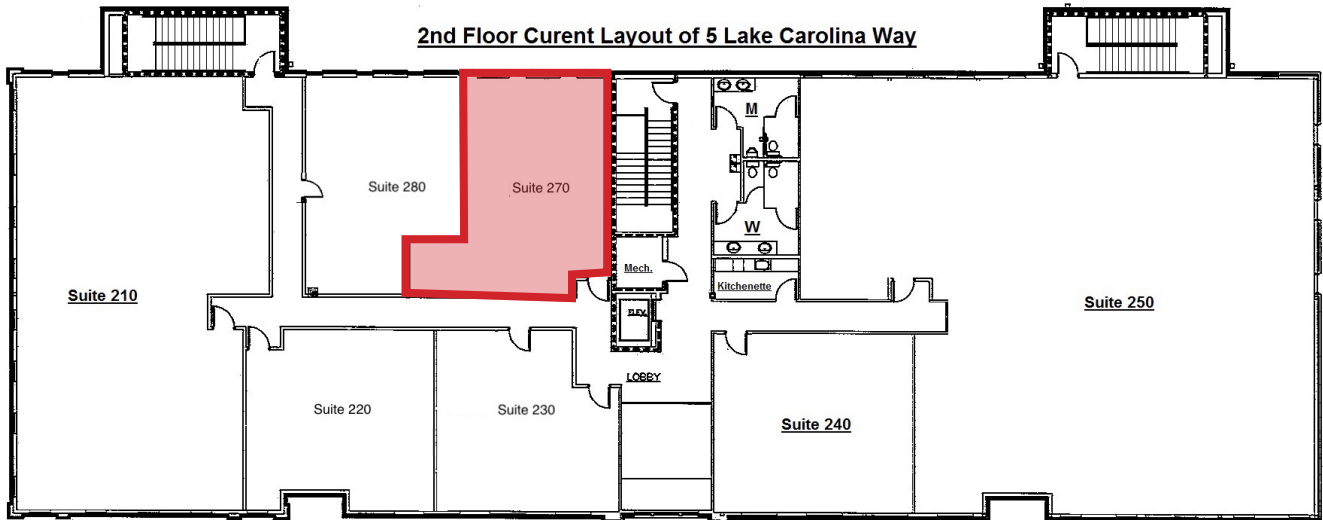 2nd Floor Curent Layout of 5 Lake Carolina Way
M
Suite 280
Suite 270
W
Mech.
Kitchenette
Suite 210
Suite 250
ELEV.
LOBBY
Suite 220
Suite 230
Suite 240